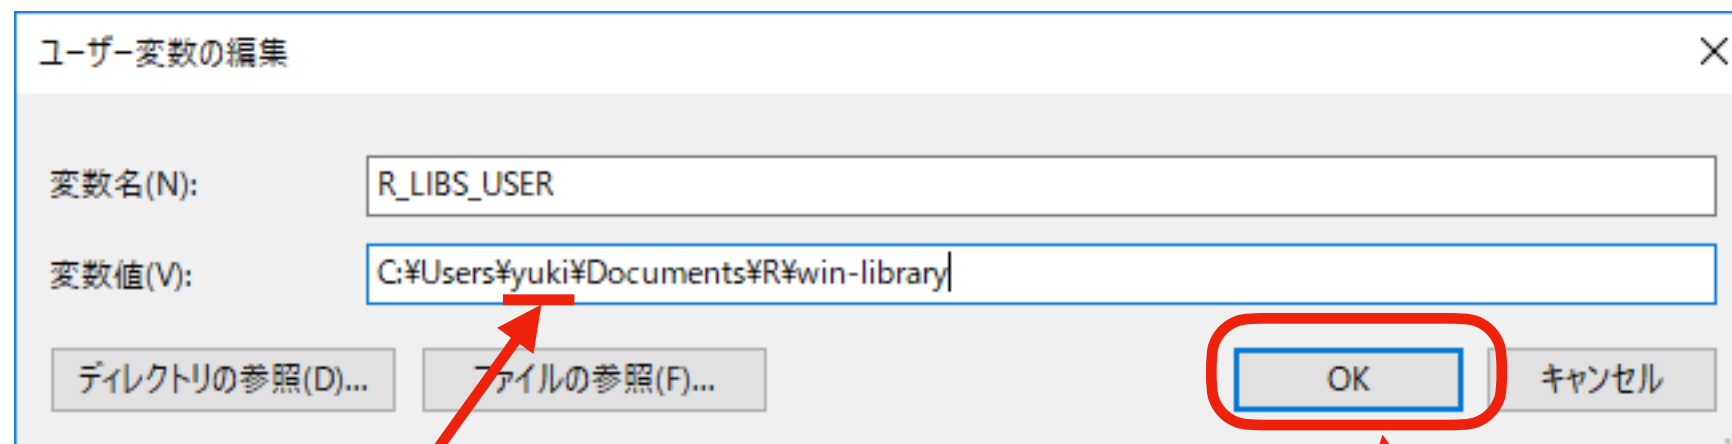 ユーザー変数の編集
変数名(N): R_LIBS_USER
変数値(V): C:¥Users¥yuki¥Documents¥R¥win-library
ディレクトリの参照(D)... ファイルの参照(F)... OK キャンセル